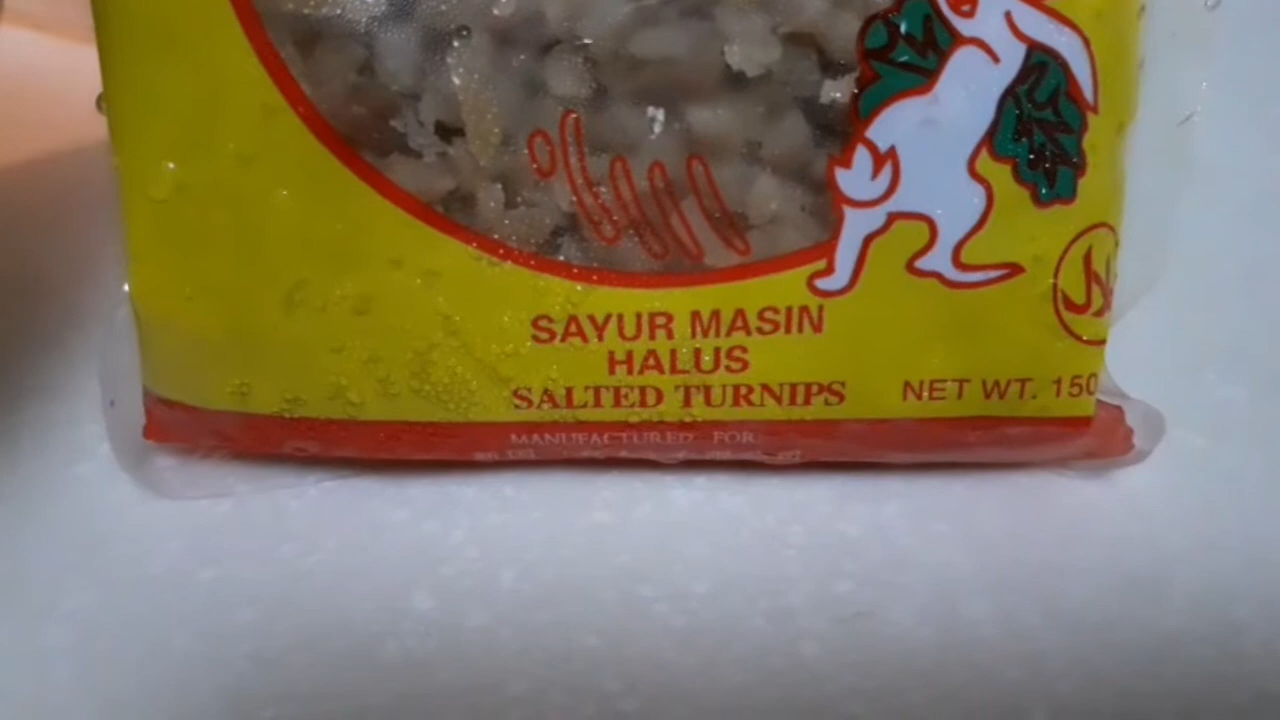 SAYUR MASIN
HALUS
SALTED TURNIPS
NET WT. 150
MANUFACTURED FOR